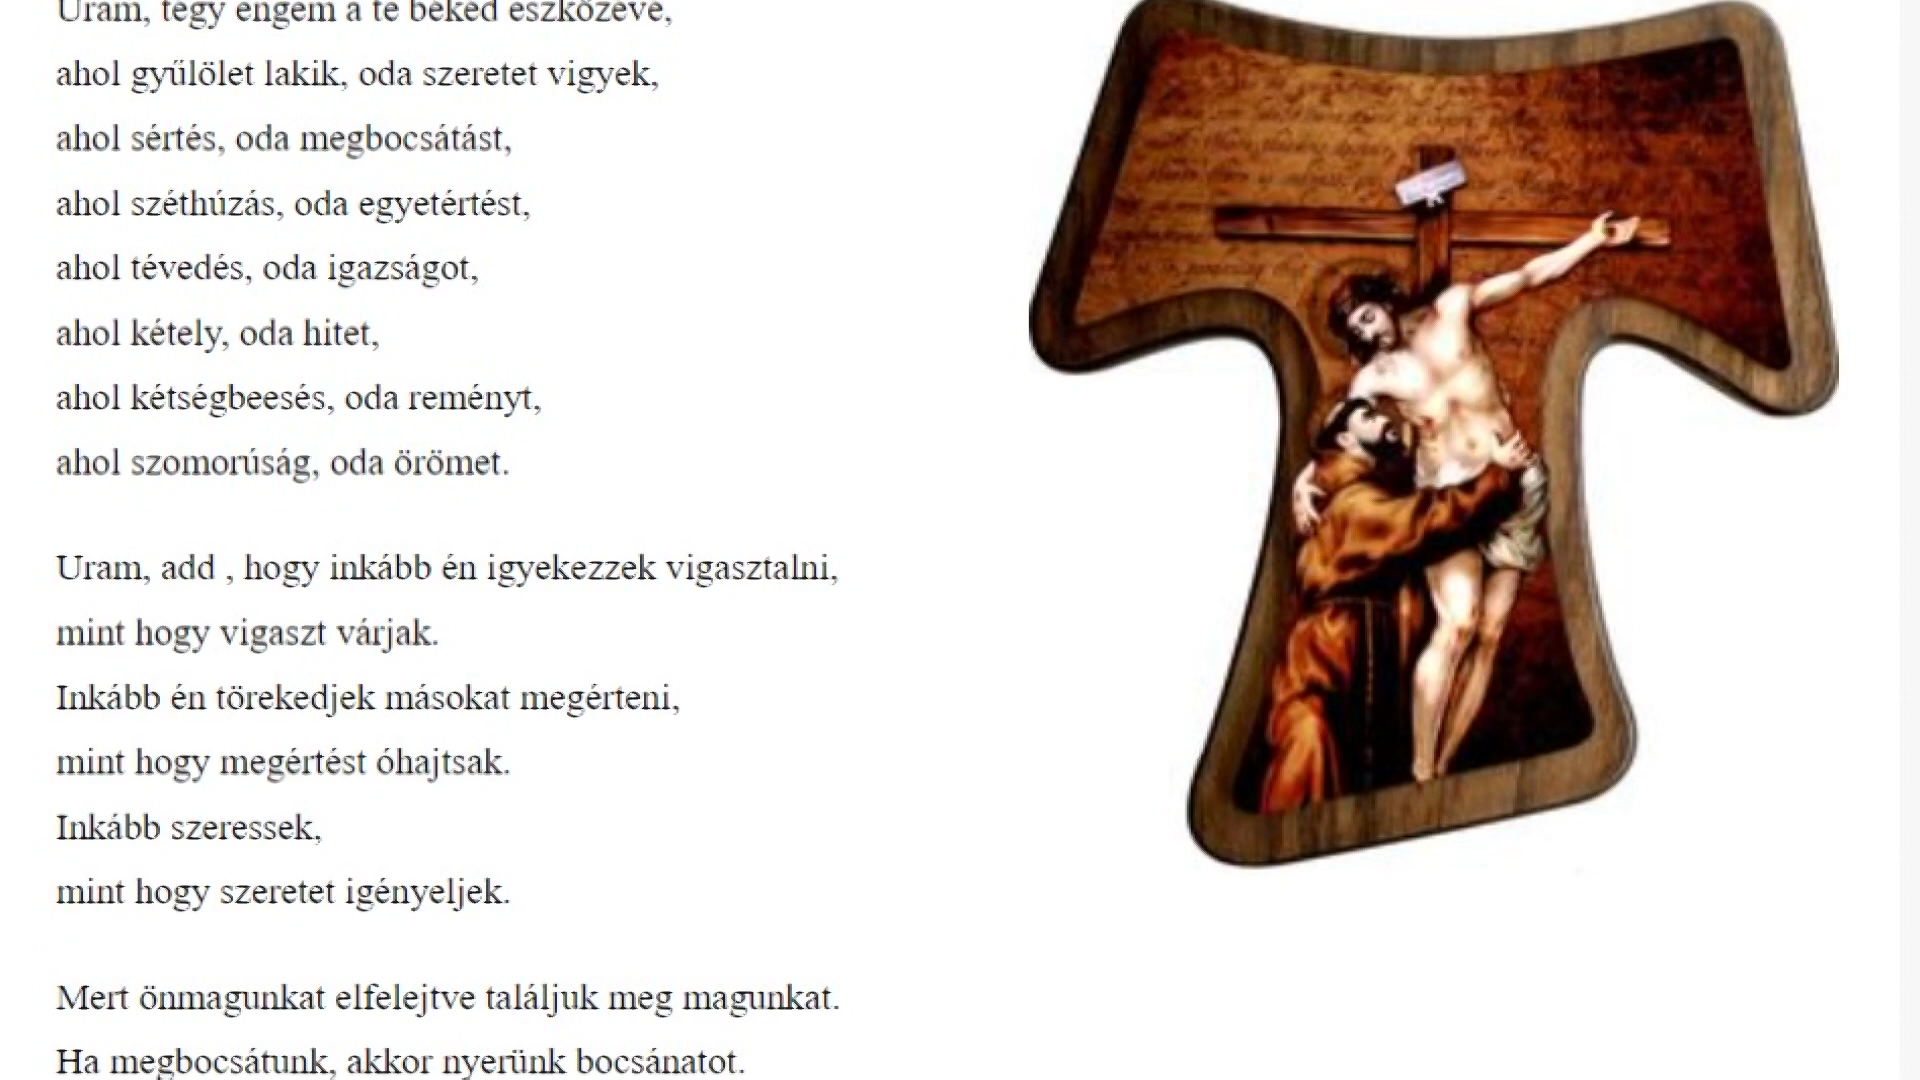 Uram, tégy engem a te békéd eszközévé,
ahol gyűlölet lakik, oda szeretet vigyek,
ahol sértés, oda megbocsátást,
ahol széthúzás, oda egyetértést,
ahol tévedés, oda igazságot,
ahol kétely, oda hitet,
ahol kétségbeesés, oda reményt,
ahol szomorúság, oda örömet.
Uram, add , hogy inkább én igyekezzek vigasztalni,
mint hogy vigaszt várjak.
Inkább én törekedjek másokat megérteni,
mint hogy megértést óhajtsak.
Inkább szeressek,
mint hogy szeretet igényeljek.
Mert önmagunkat elfelejtve találjuk meg magunkat.
Ha megbocsátunk, akkor nyerünk bocsánatot.